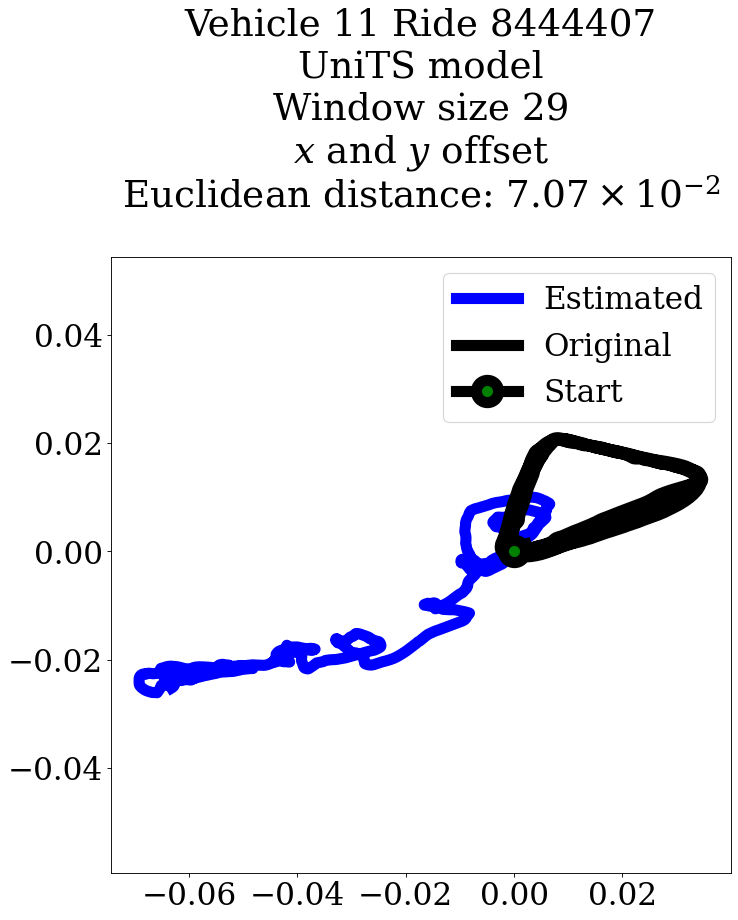 Vehicle 11 Ride 8444407
UniTS model
Window size 29
x and y offset
Euclidean distance: 7.07 × 10⁻²
Estimated
Original
Start
0.04
0.02
0.00
−0.02
−0.04
−0.06 −0.04 −0.02 0.00 0.02